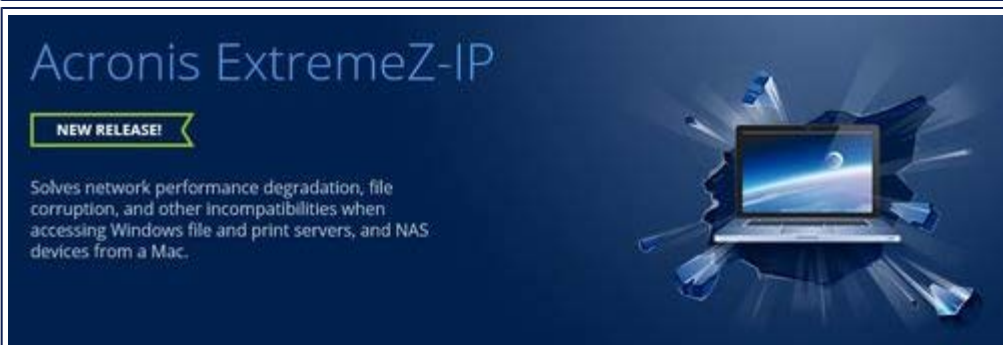 Acronis ExtremeZ-IP
NEW RELEASE!
Solves network performance degradation, file
corruption, and other incompatibilities when
accessing Windows file and print servers, and NAS
devices from a Mac.